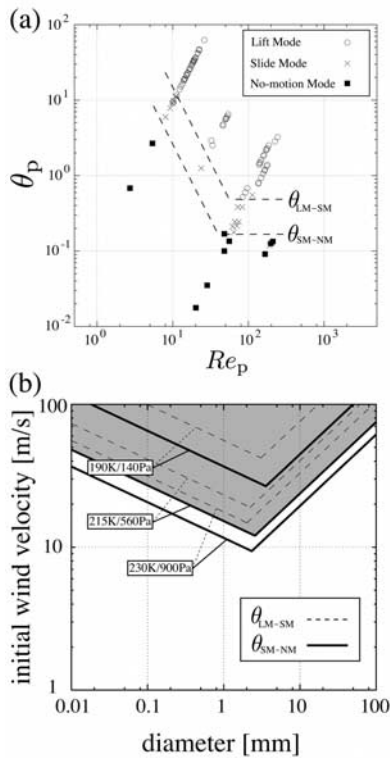 (a)
10²
10¹
10⁰
10⁻¹
10⁻²
θp
Lift Mode
Slide Mode
No-motion Mode
θLM-SM
θSM-NM
10⁰ 10¹ 10² 10³
Rep
(b)
100
10
1
initial wind velocity [m/s]
190K/140Pa
215K/560Pa
230K/900Pa
θLM-SM
θSM-NM
0.01 0.1 1 10 100
diameter [mm]